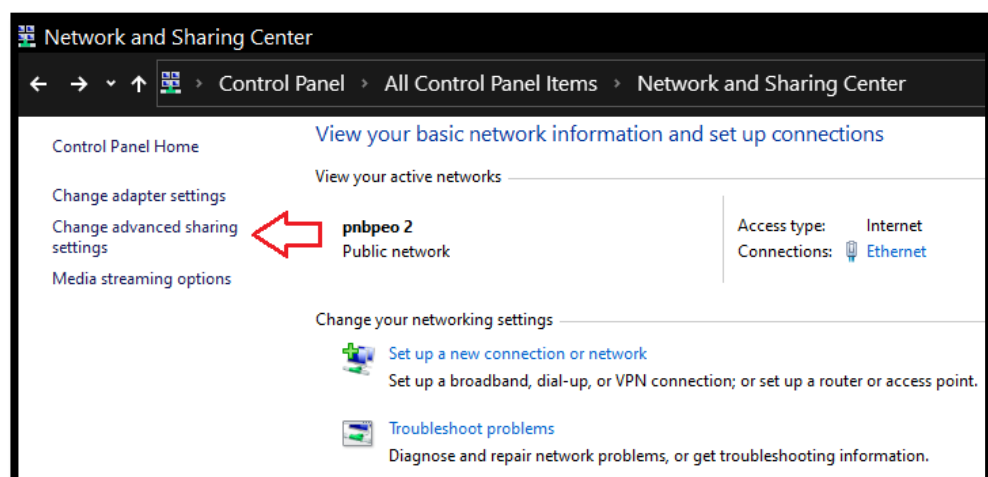 Network and Sharing Center
Control Panel › All Control Panel Items › Network and Sharing Center
Control Panel Home
Change adapter settings
Change advanced sharing
settings
Media streaming options
View your basic network information and set up connections
View your active networks
pnbpeo 2
Public network
Access type: Internet
Connections: Ethernet
Change your networking settings
Set up a new connection or network
Set up a broadband, dial-up, or VPN connection; or set up a router or access point.
Troubleshoot problems
Diagnose and repair network problems, or get troubleshooting information.